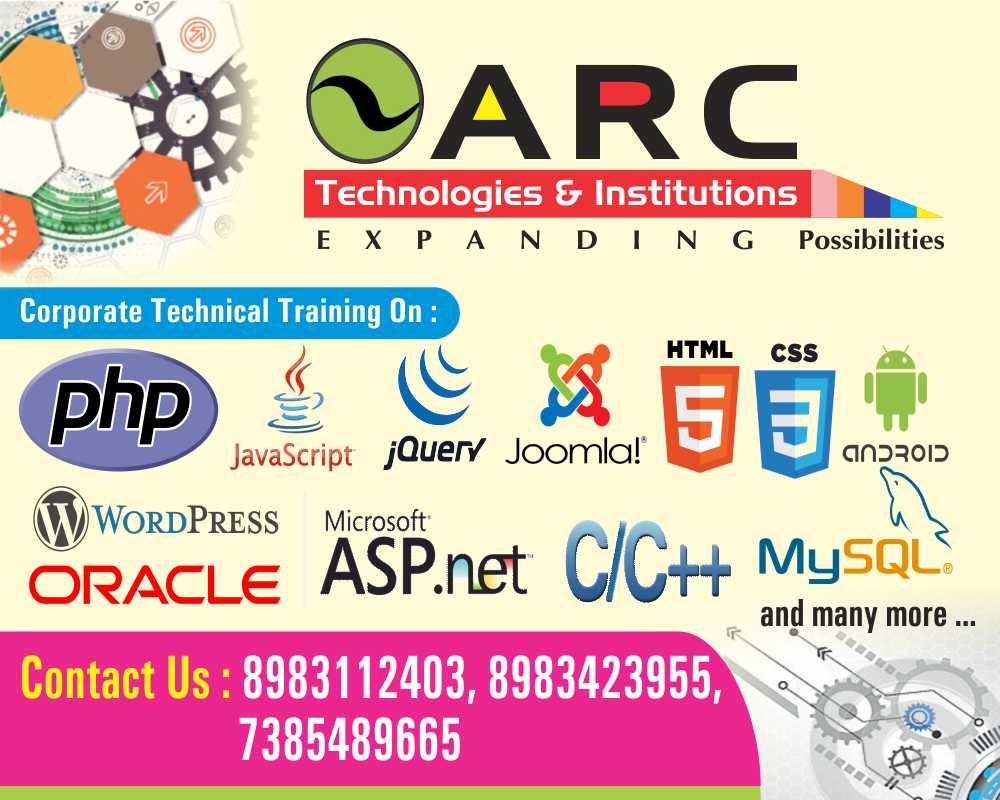 ARC
Technologies & Institutions
EXPANDING Possibilities
Corporate Technical Training On :
php
JavaScript
jQuery
Joomla!®
HTML
5
CSS
3
ANDROID
W WORDPRESS
Microsoft®
ASP.net™
C/C++
MySQL®
ORACLE
and many more ...
Contact Us : 8983112403, 8983423955,
7385489665